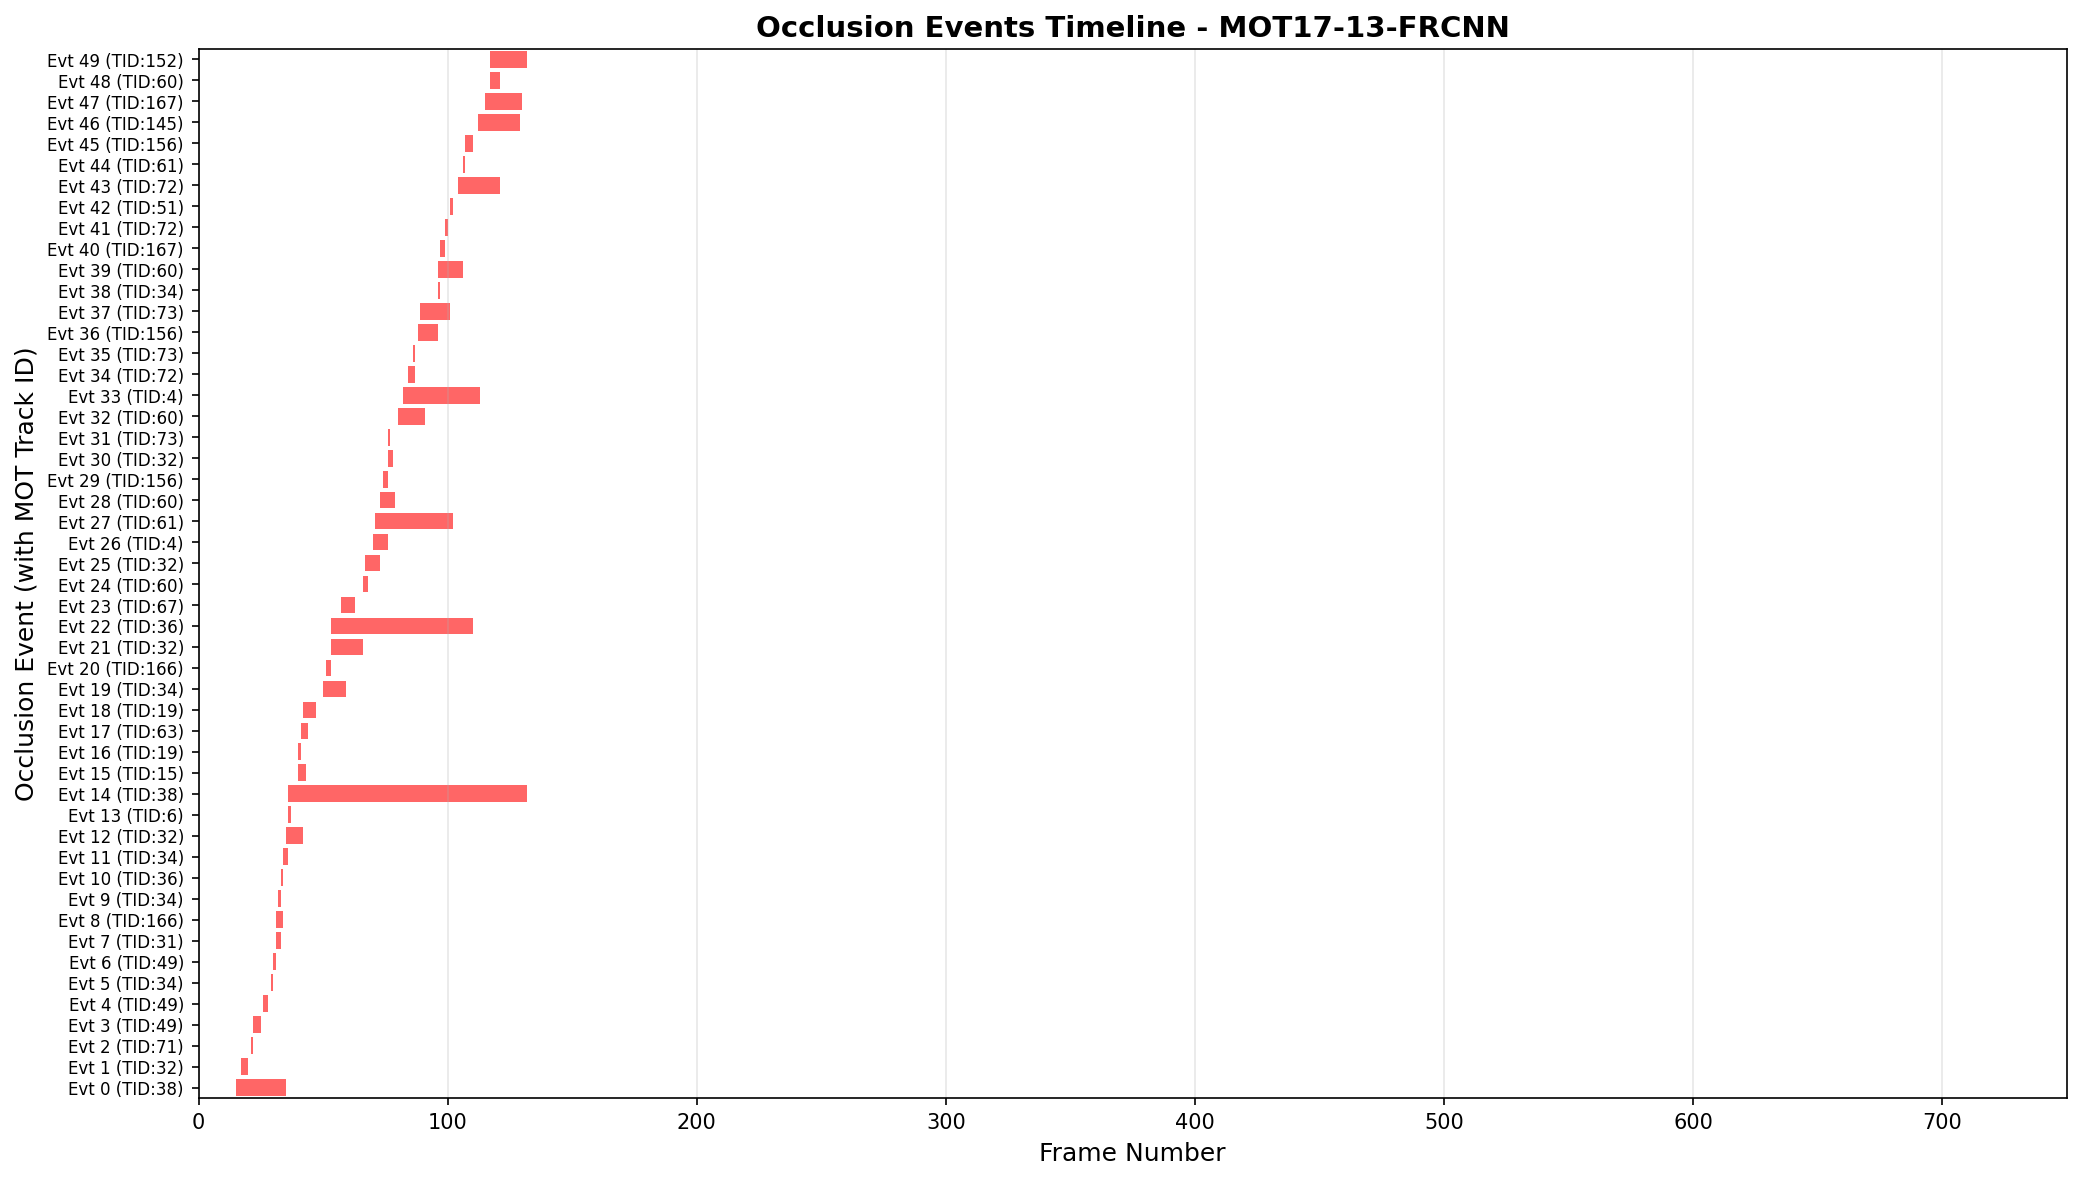 Occlusion Events Timeline - MOT17-13-FRCNN
Occlusion Event (with MOT Track ID)
Evt 49 (TID:152)
Evt 48 (TID:60)
Evt 47 (TID:167)
Evt 46 (TID:145)
Evt 45 (TID:156)
Evt 44 (TID:61)
Evt 43 (TID:72)
Evt 42 (TID:51)
Evt 41 (TID:72)
Evt 40 (TID:167)
Evt 39 (TID:60)
Evt 38 (TID:34)
Evt 37 (TID:73)
Evt 36 (TID:156)
Evt 35 (TID:73)
Evt 34 (TID:72)
Evt 33 (TID:4)
Evt 32 (TID:60)
Evt 31 (TID:73)
Evt 30 (TID:32)
Evt 29 (TID:156)
Evt 28 (TID:60)
Evt 27 (TID:61)
Evt 26 (TID:4)
Evt 25 (TID:32)
Evt 24 (TID:60)
Evt 23 (TID:67)
Evt 22 (TID:36)
Evt 21 (TID:32)
Evt 20 (TID:166)
Evt 19 (TID:34)
Evt 18 (TID:19)
Evt 17 (TID:63)
Evt 16 (TID:19)
Evt 15 (TID:15)
Evt 14 (TID:38)
Evt 13 (TID:6)
Evt 12 (TID:32)
Evt 11 (TID:34)
Evt 10 (TID:36)
Evt 9 (TID:34)
Evt 8 (TID:166)
Evt 7 (TID:31)
Evt 6 (TID:49)
Evt 5 (TID:34)
Evt 4 (TID:49)
Evt 3 (TID:49)
Evt 2 (TID:71)
Evt 1 (TID:32)
Evt 0 (TID:38)
0 100 200 300 400 500 600 700
Frame Number